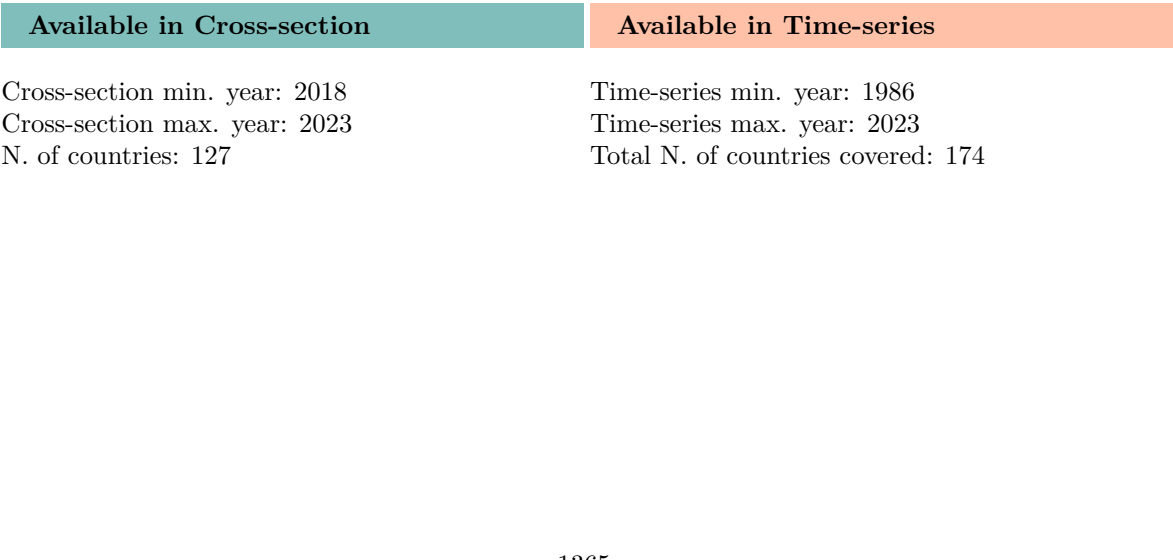 Available in Cross-section
Available in Time-series
Cross-section min. year: 2018
Cross-section max. year: 2023
N. of countries: 127
Time-series min. year: 1986
Time-series max. year: 2023
Total N. of countries covered: 174